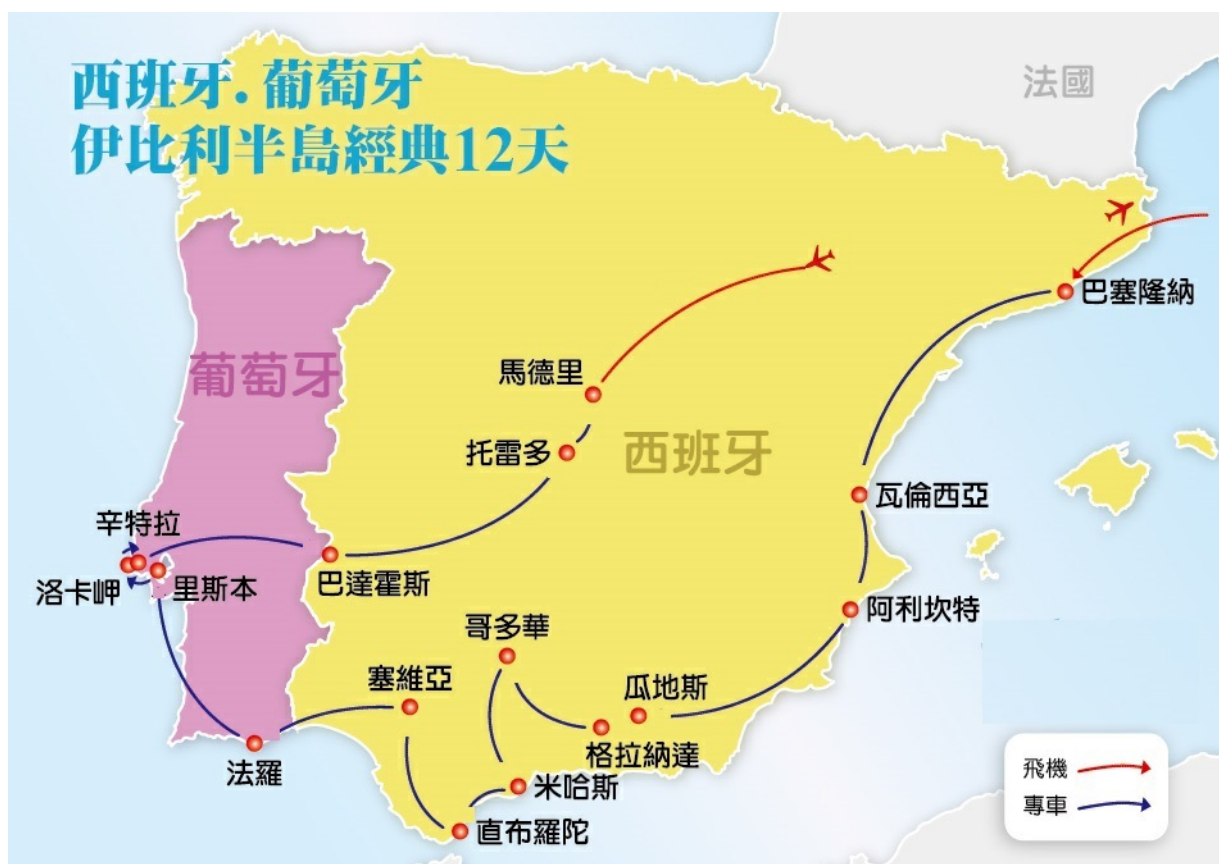 西班牙.葡萄牙
伊比利半島經典12天
法國
巴塞隆納
葡萄牙
馬德里
托雷多
西班牙
瓦倫西亞
辛特拉
洛卡岬
里斯本
巴達霍斯
阿利坎特
哥多華
塞維亞
瓜地斯
格拉納達
法羅
米哈斯
直布羅陀
飛機
專車